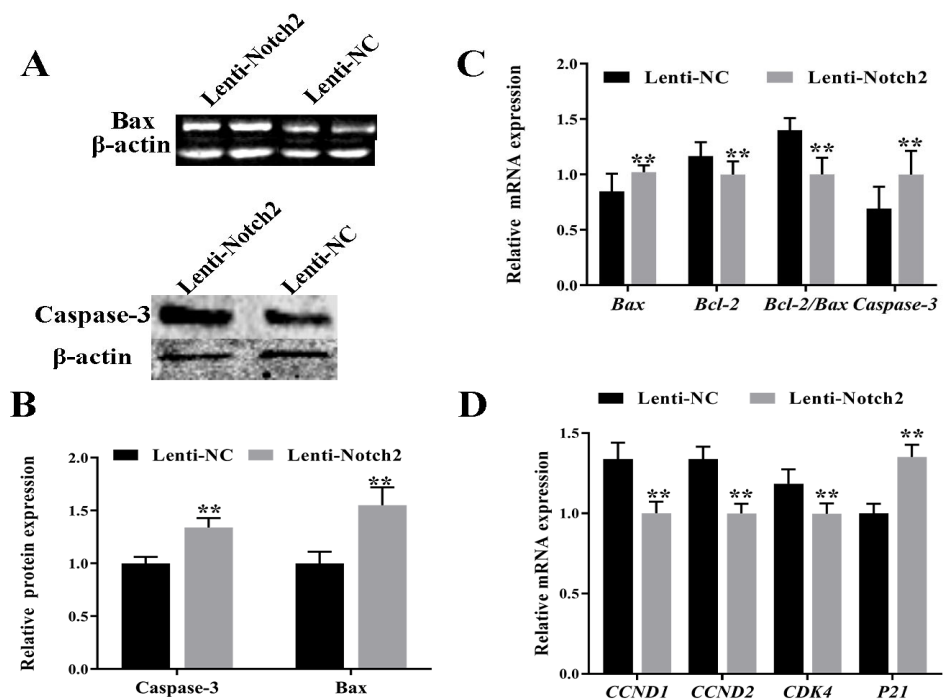 A
Lenti-Notch2
Lenti-NC
Bax
β-actin
Lenti-Notch2
Lenti-NC
Caspase-3
β-actin
B
Lenti-NC
Lenti-Notch2
Relative protein expression
2.0
1.5
1.0
0.5
0.0
**
**
Caspase-3
Bax
C
Lenti-NC
Lenti-Notch2
Relative mRNA expression
2.0
1.5
1.0
0.5
0.0
**
**
**
**
Bax
Bcl-2
Bcl-2/Bax
Caspase-3
D
Lenti-NC
Lenti-Notch2
Relative mRNA expression
1.5
1.0
0.5
0.0
**
**
**
**
CCND1
CCND2
CDK4
P21